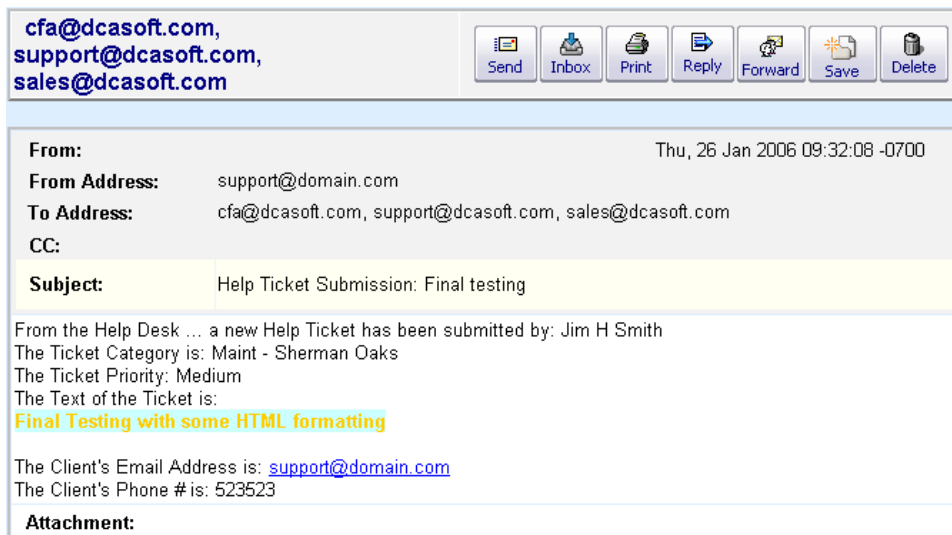 cfa@dcasoft.com,
support@dcasoft.com,
sales@dcasoft.com
Send Inbox Print Reply Forward Save Delete
From: Thu, 26 Jan 2006 09:32:08 -0700
From Address: support@domain.com
To Address: cfa@dcasoft.com, support@dcasoft.com, sales@dcasoft.com
CC:
Subject: Help Ticket Submission: Final testing
From the Help Desk ... a new Help Ticket has been submitted by: Jim H Smith
The Ticket Category is: Maint - Sherman Oaks
The Ticket Priority: Medium
The Text of the Ticket is:
Final Testing with some HTML formatting
The Client's Email Address is: support@domain.com
The Client's Phone # is: 523523
Attachment: